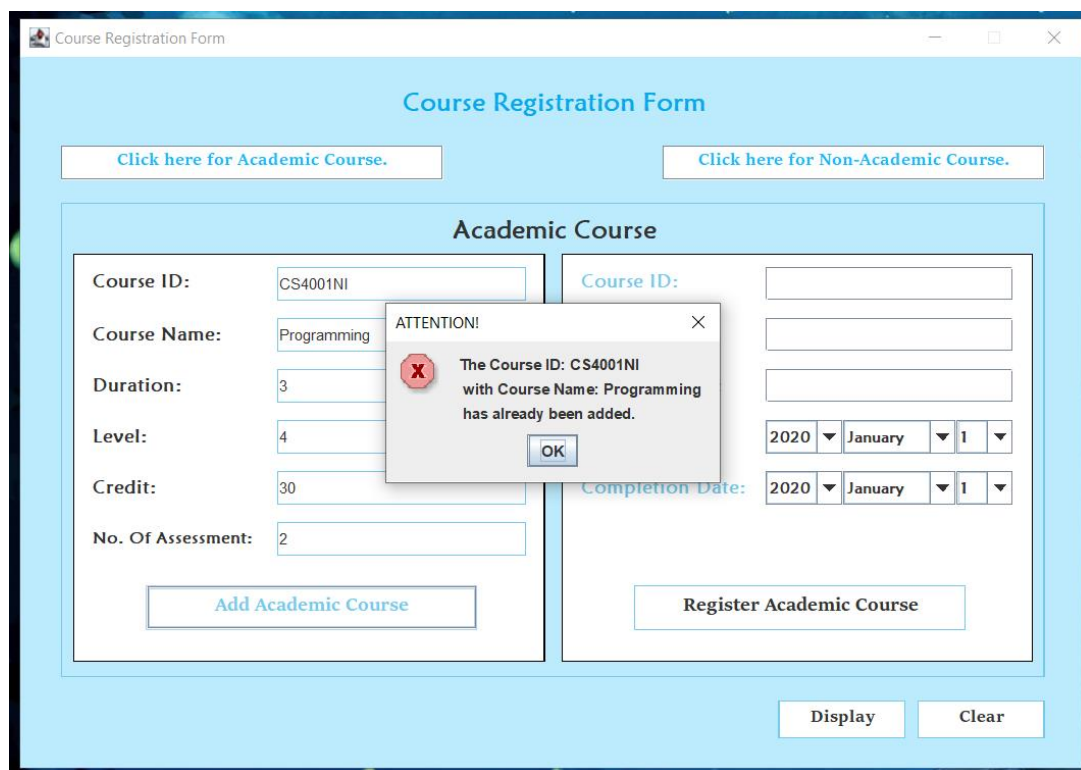 Course Registration Form
Course Registration Form
Click here for Academic Course.
Click here for Non-Academic Course.
Academic Course
Course ID:
CS4001NI
Course Name:
Programming
Duration:
3
Level:
4
Credit:
30
No. Of Assessment:
2
Add Academic Course
ATTENTION!
X
The Course ID: CS4001NI
with Course Name: Programming
has already been added.
OK
Course ID:
2020 January 1
Completion Date:
2020 January 1
Register Academic Course
Display
Clear